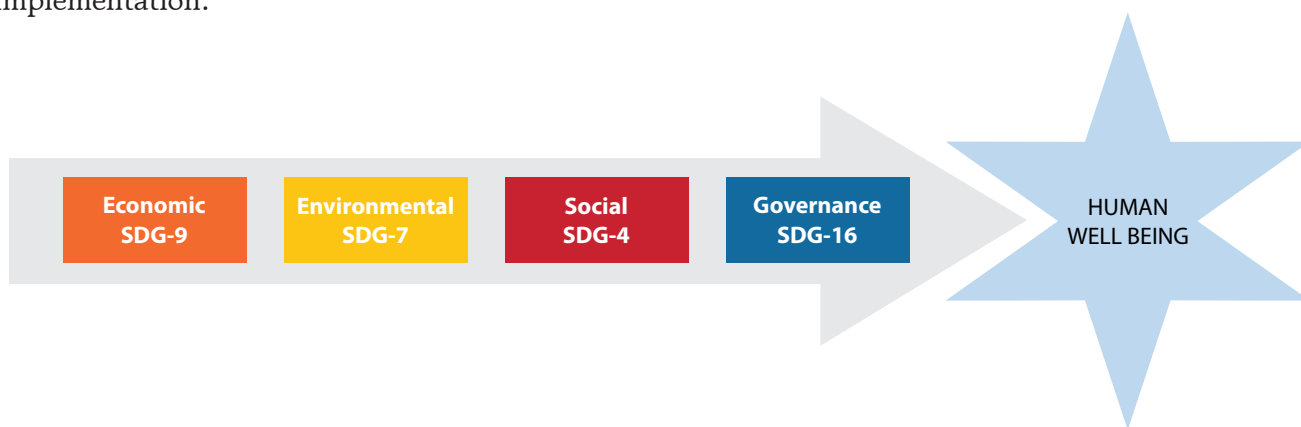 implementation.
Economic
SDG-9
Environmental
SDG-7
Social
SDG-4
Governance
SDG-16
HUMAN
WELL BEING